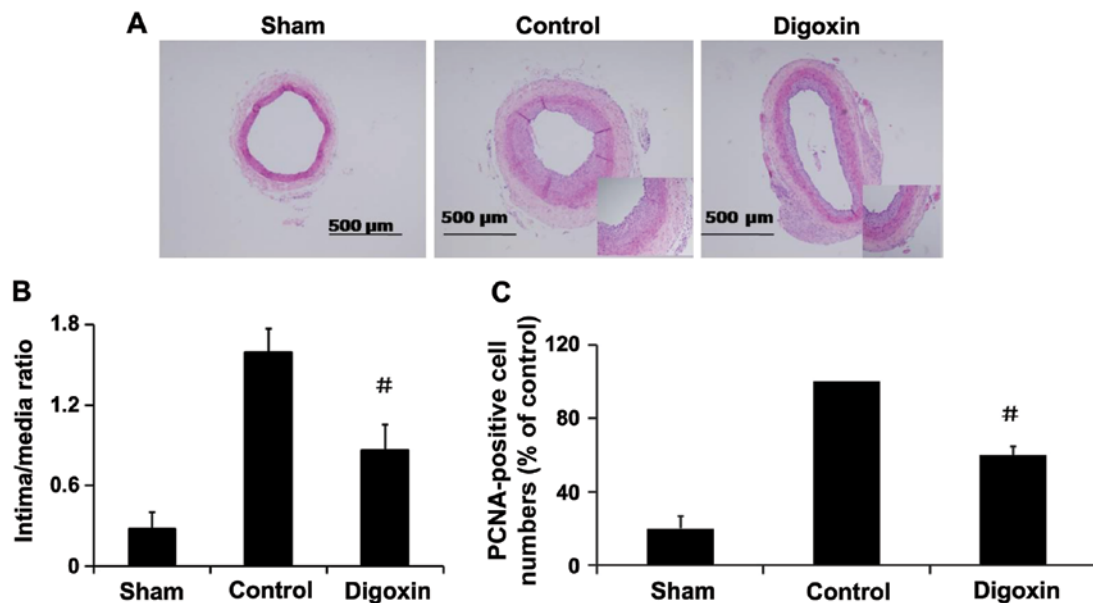 A
Sham
Control
Digoxin
500 µm
500 µm
500 µm
B
Intima/media ratio
1.8
1.2
0.6
0
#
Sham
Control
Digoxin
C
PCNA-positive cell
numbers (% of control)
120
80
40
0
#
Sham
Control
Digoxin